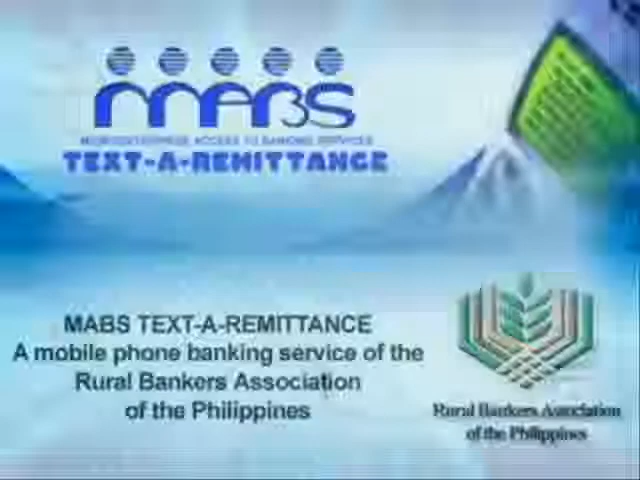 MABS
MICROENTERPRISE ACCESS TO BANKING SERVICES
TEXT-A-REMITTANCE
MABS TEXT-A-REMITTANCE
A mobile phone banking service of the
Rural Bankers Association
of the Philippines
Rural Bankers Association
of the Philippines